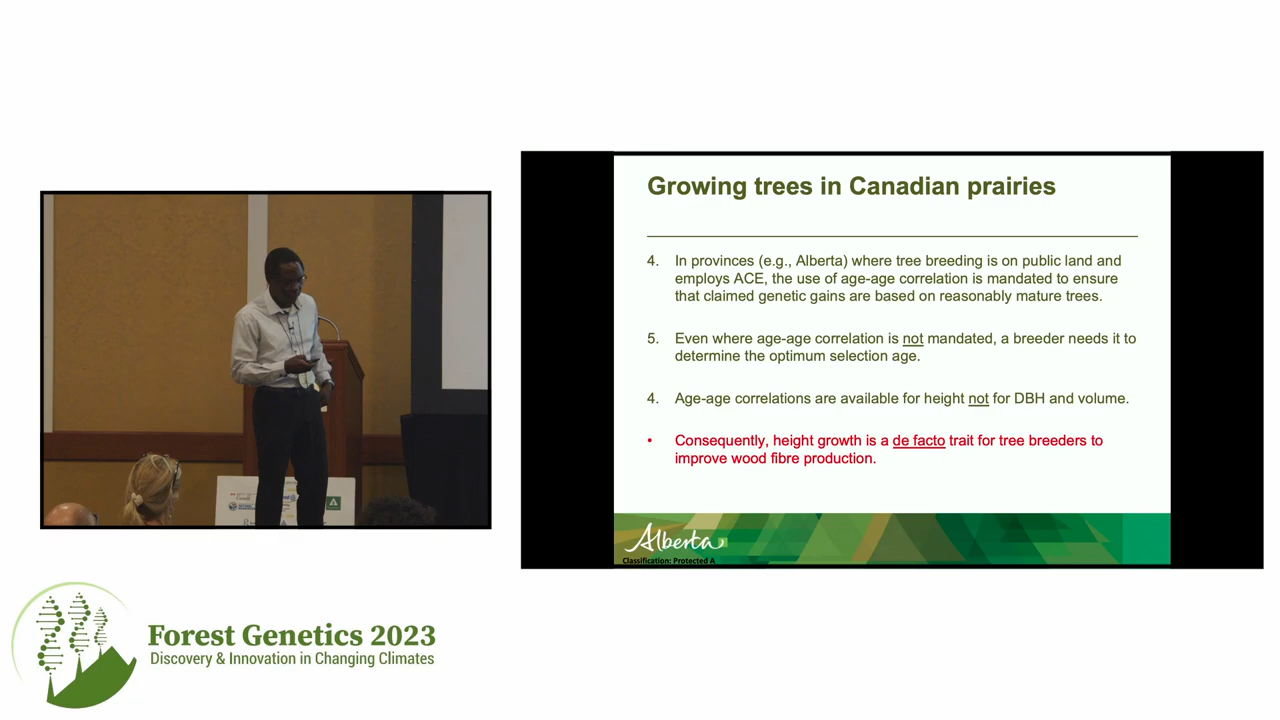 Growing trees in Canadian prairies
4. In provinces (e.g., Alberta) where tree breeding is on public land and
employs ACE, the use of age-age correlation is mandated to ensure
that claimed genetic gains are based on reasonably mature trees.
5. Even where age-age correlation is not mandated, a breeder needs it to
determine the optimum selection age.
4. Age-age correlations are available for height not for DBH and volume.
• Consequently, height growth is a de facto trait for tree breeders to
improve wood fibre production.
Alberta
Classification: Protected A
Forest Genetics 2023
Discovery & Innovation in Changing Climates